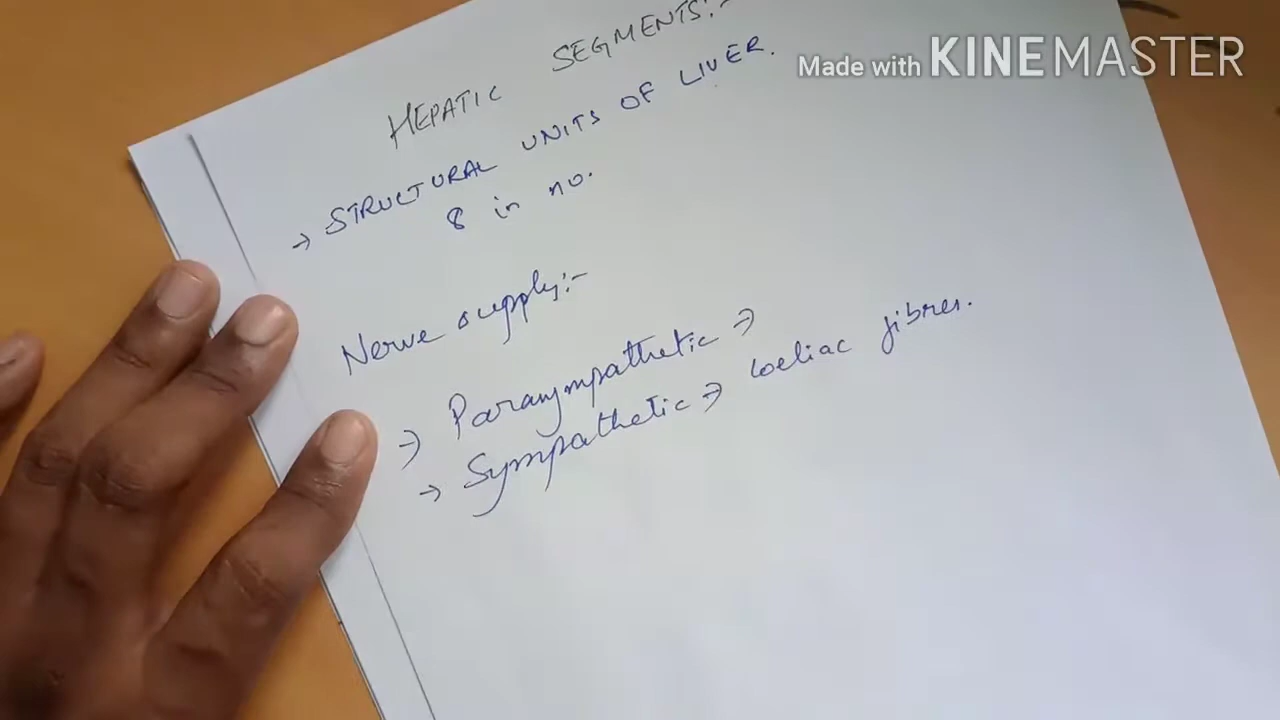 HEPATIC SEGMENTS:-
→ STRUCTURAL UNITS OF LIVER.
8 in no.
Nerve supply:-
→ Parasympathetic →
→ Sympathetic → Coeliac fibres.
Made with KINEMASTER